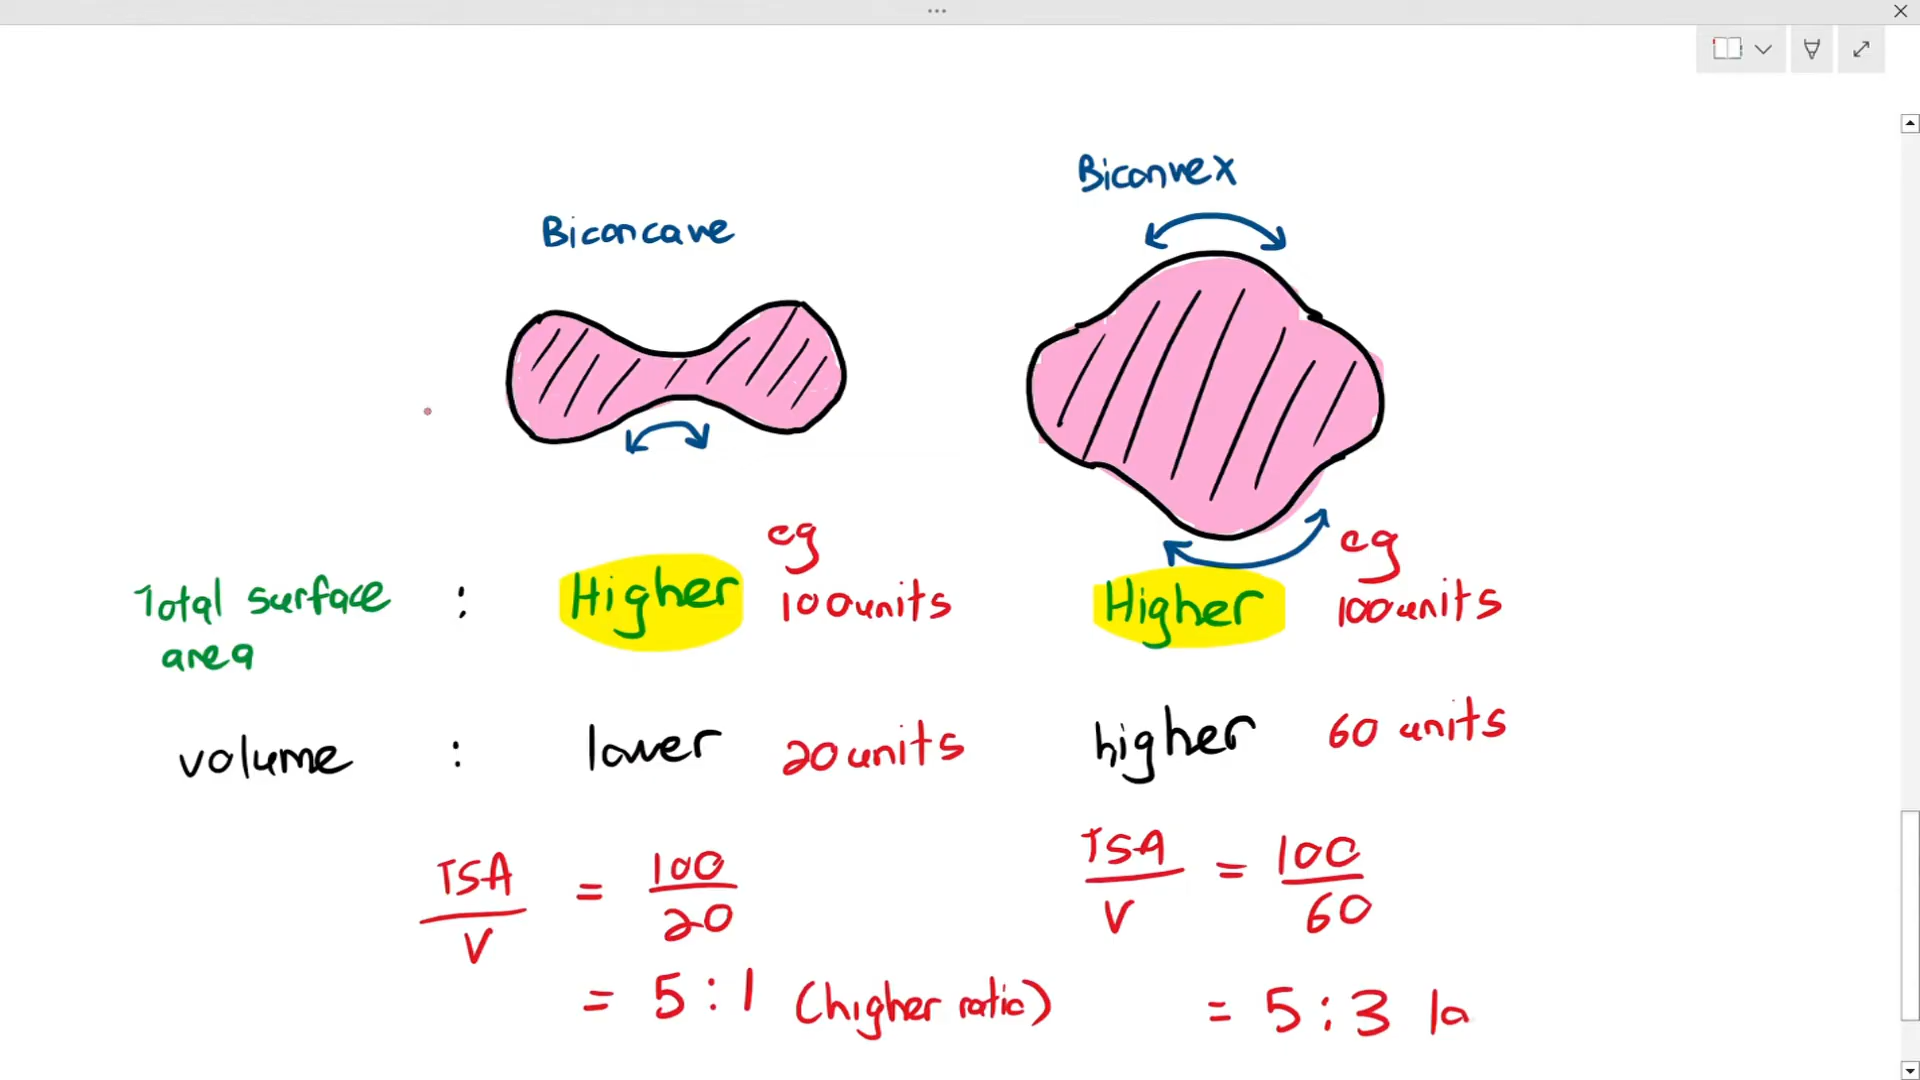 Biconvex
Biconcave
eg
eg
Total surface area : Higher 100units Higher 100units
volume : lower 20units higher 60 units
TSA/V = 100/20
= 5:1 (higher ratio)
TSA/V = 100/60
= 5:3 lo